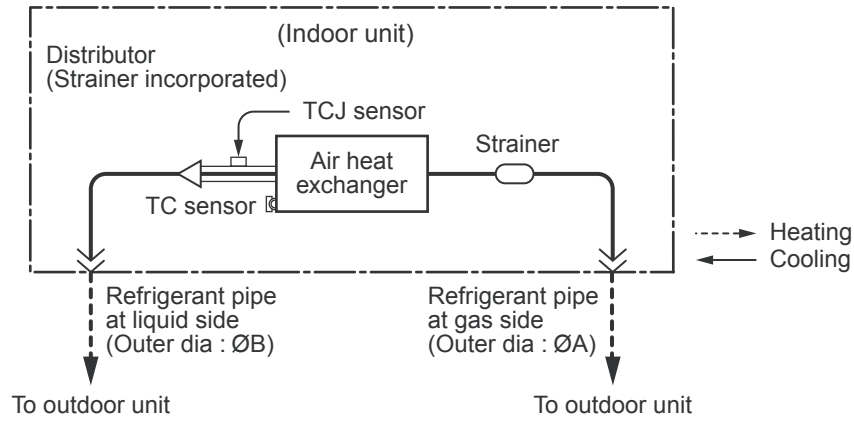 (Indoor unit)
Distributor
(Strainer incorporated)
TCJ sensor
Air heat
exchanger
Strainer
TC sensor
Heating
Cooling
Refrigerant pipe
at liquid side
(Outer dia : ØB)
Refrigerant pipe
at gas side
(Outer dia : ØA)
To outdoor unit
To outdoor unit